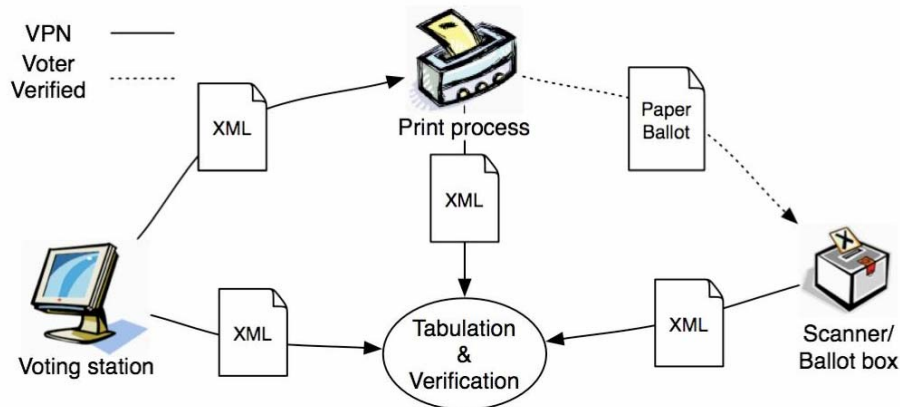 VPN
Voter
Verified
XML
Print process
Paper
Ballot
XML
Voting station
XML
Tabulation
&
Verification
XML
Scanner/
Ballot box